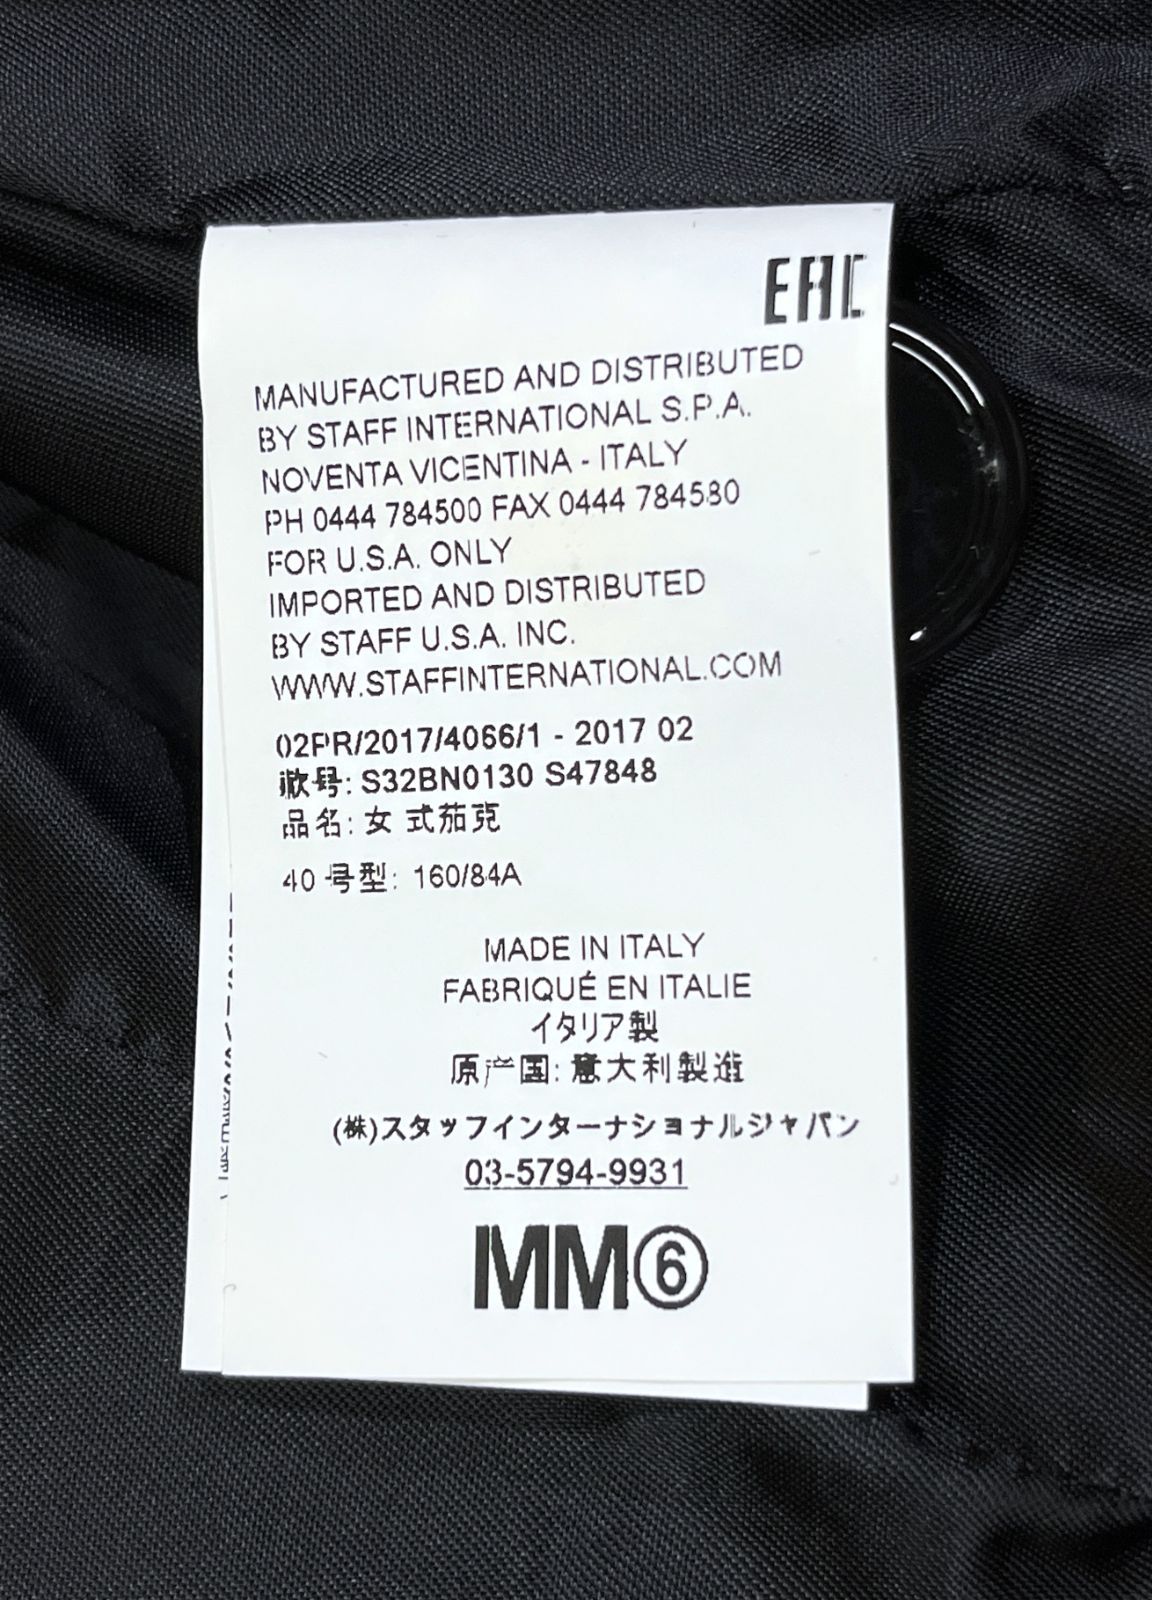 EAC
MANUFACTURED AND DISTRIBUTED
BY STAFF INTERNATIONAL S.P.A.
NOVENTA VICENTINA - ITALY
PH 0444 784500 FAX 0444 784580
FOR U.S.A. ONLY
IMPORTED AND DISTRIBUTED
BY STAFF U.S.A. INC.
WWW.STAFFINTERNATIONAL.COM
02PR/2017/4066/1 - 2017 02
款号: S32BN0130 S47848
品名: 女 式茄克
40 号型: 160/84A
MADE IN ITALY
FABRIQUÉ EN ITALIE
イタリア製
原产国: 意大利製造
(株)スタッフインターナショナルジャパン
03-5794-9931
MM⑥